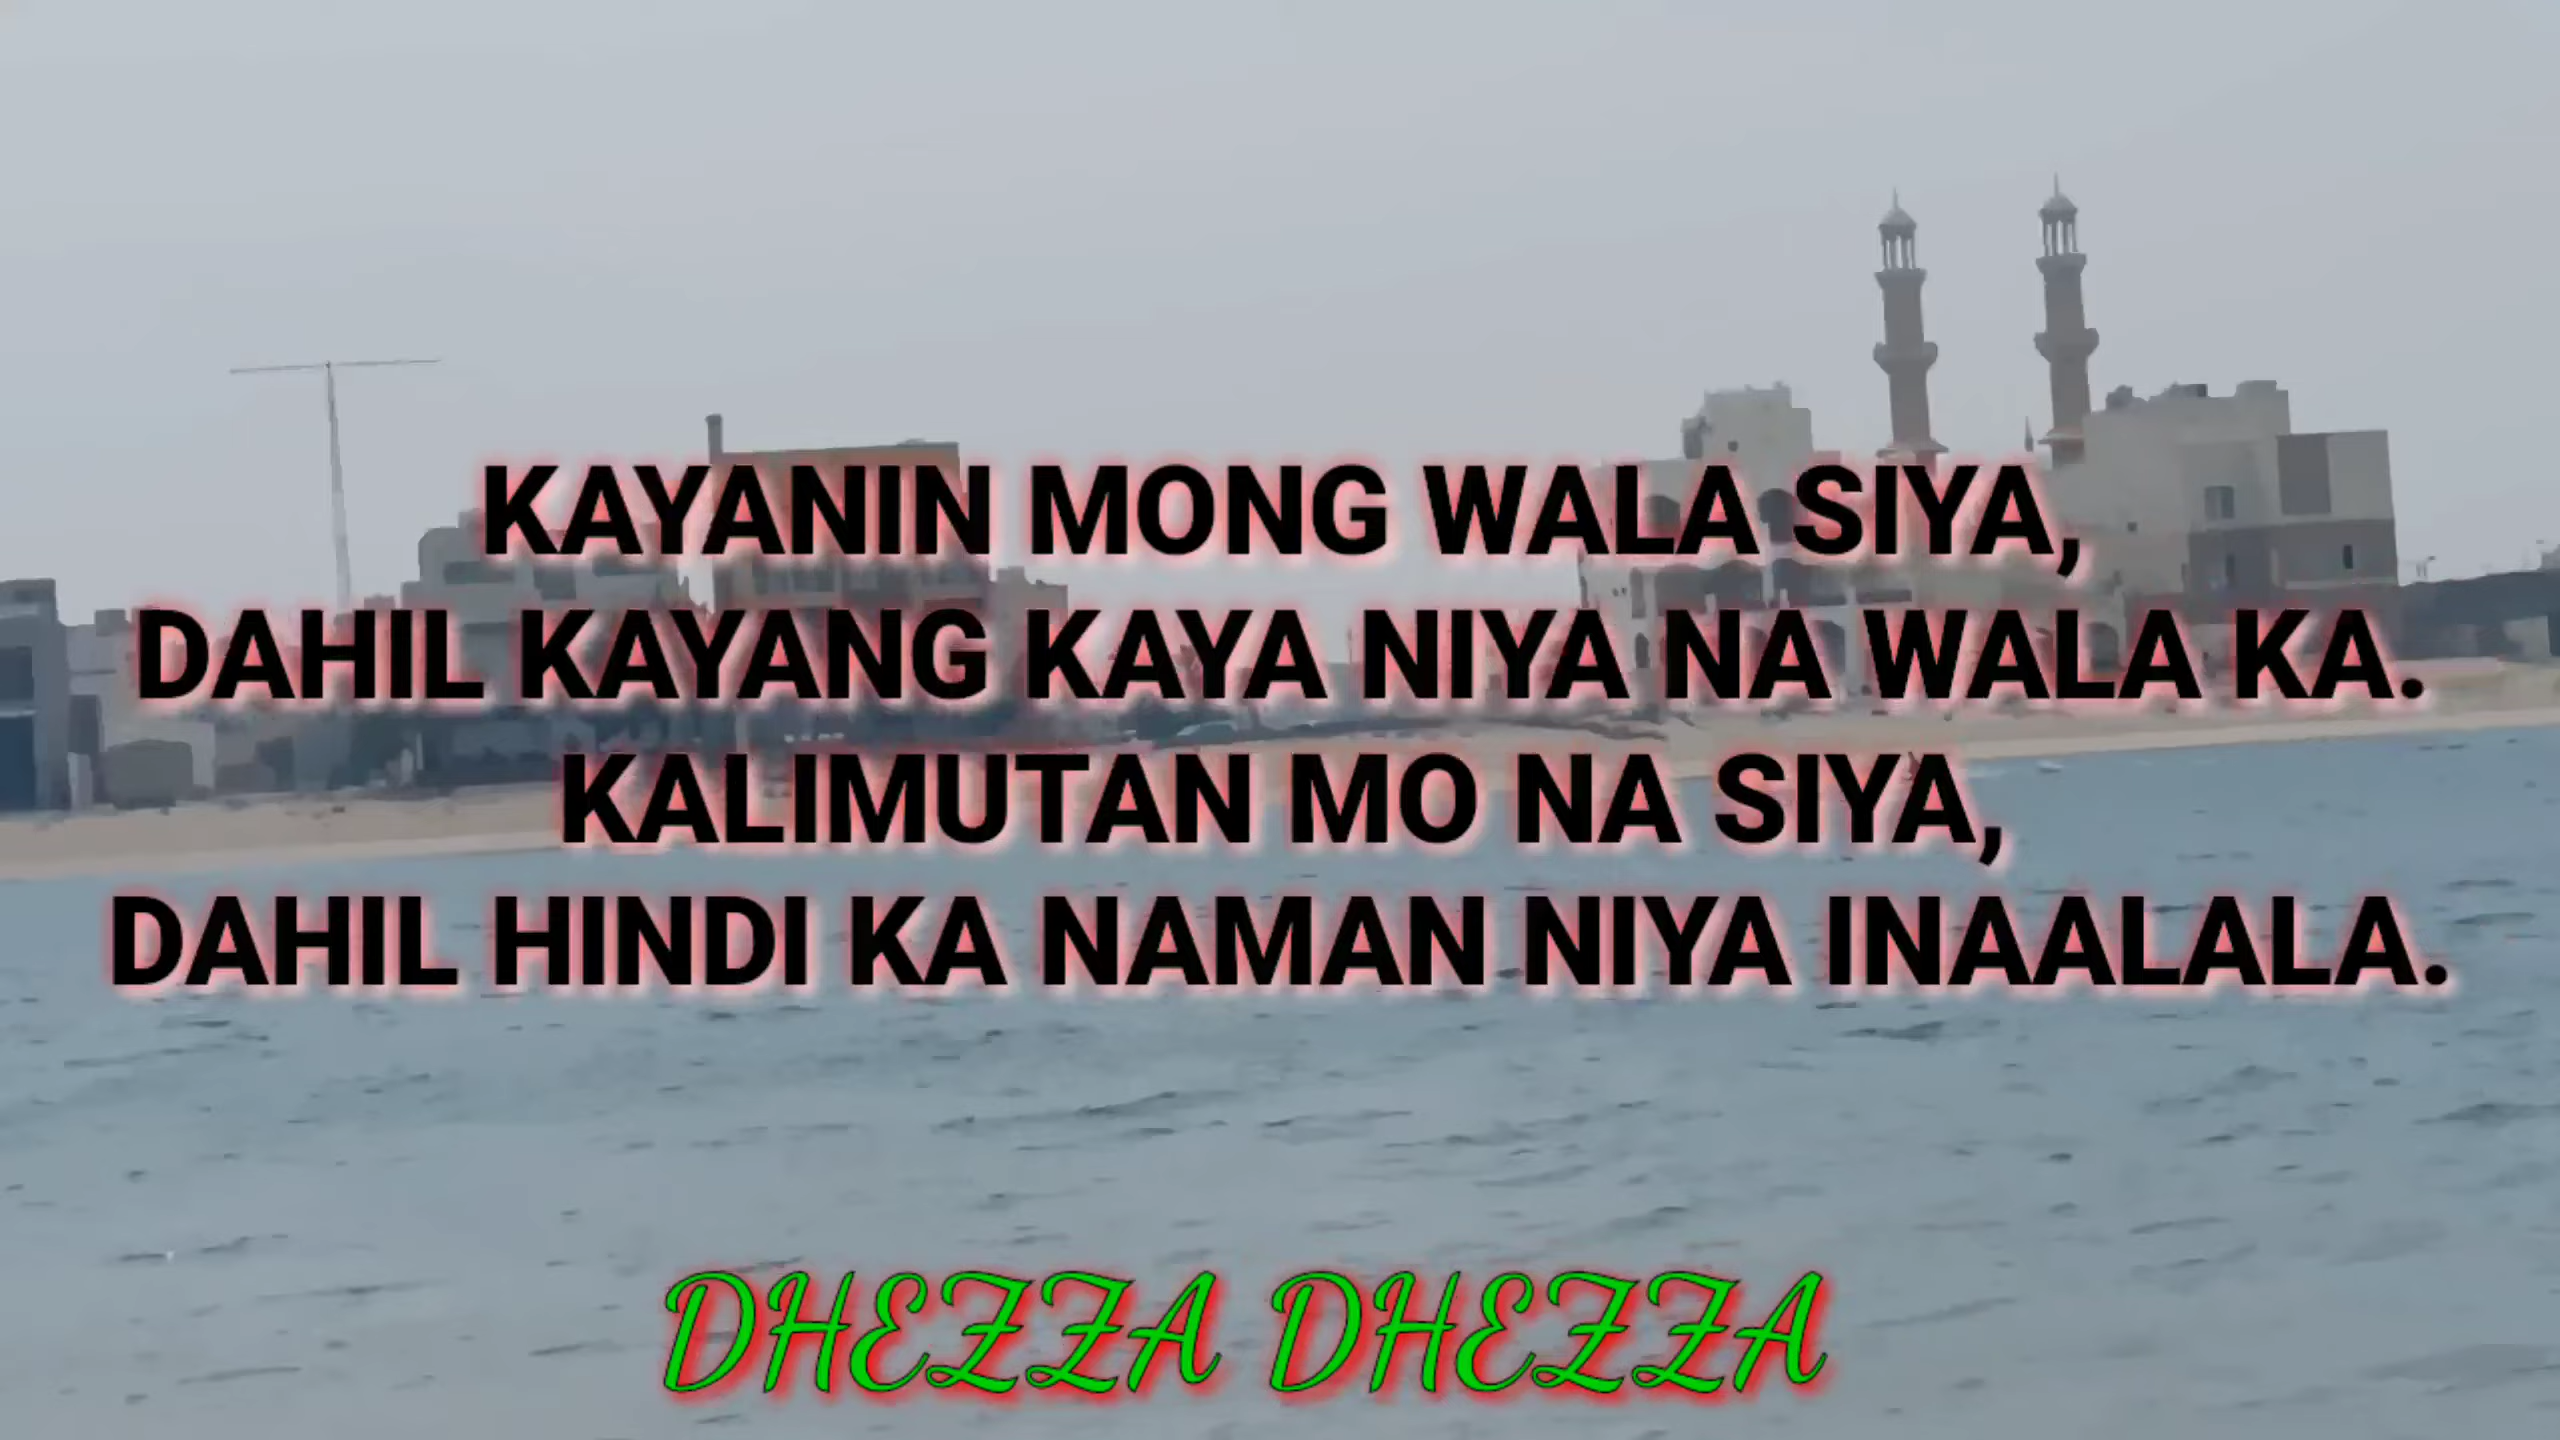 KAYANIN MONG WALA SIYA,
DAHIL KAYANG KAYA NIYA NA WALA KA.
KALIMUTAN MO NA SIYA,
DAHIL HINDI KA NAMAN NIYA INAALALA.
DHEZZA DHEZZA